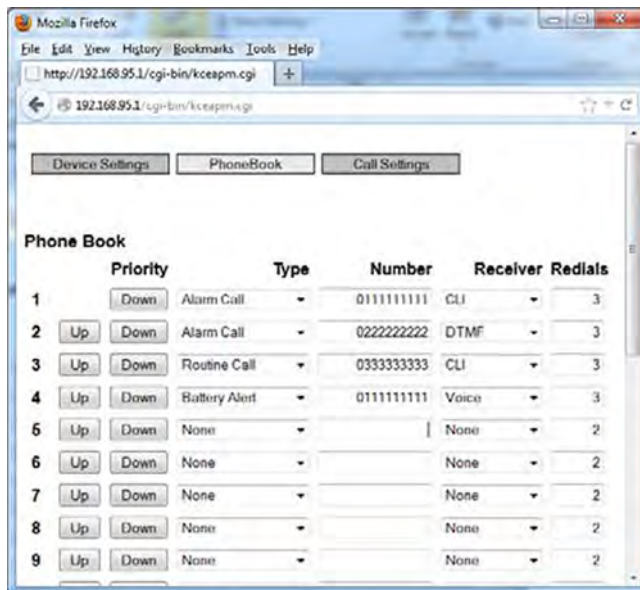 Mozilla Firefox
File Edit View History Bookmarks Tools Help
http://192.168.95.1/cgi-bin/kceapm.cgi +
192.168.95.1/cgi-bin/kceapm.cgi
Device Settings PhoneBook Call Settings
Phone Book
Priority Type Number Receiver Redials
1 Down Alarm Call 0111111111 CLI 3
2 Up Down Alarm Call 0222222222 DTMF 3
3 Up Down Routine Call 0333333333 CLI 3
4 Up Down Battery Alert 0111111111 Voice 3
5 Up Down None None 2
6 Up Down None None 2
7 Up Down None None 2
8 Up Down None None 2
9 Up Down None None 2